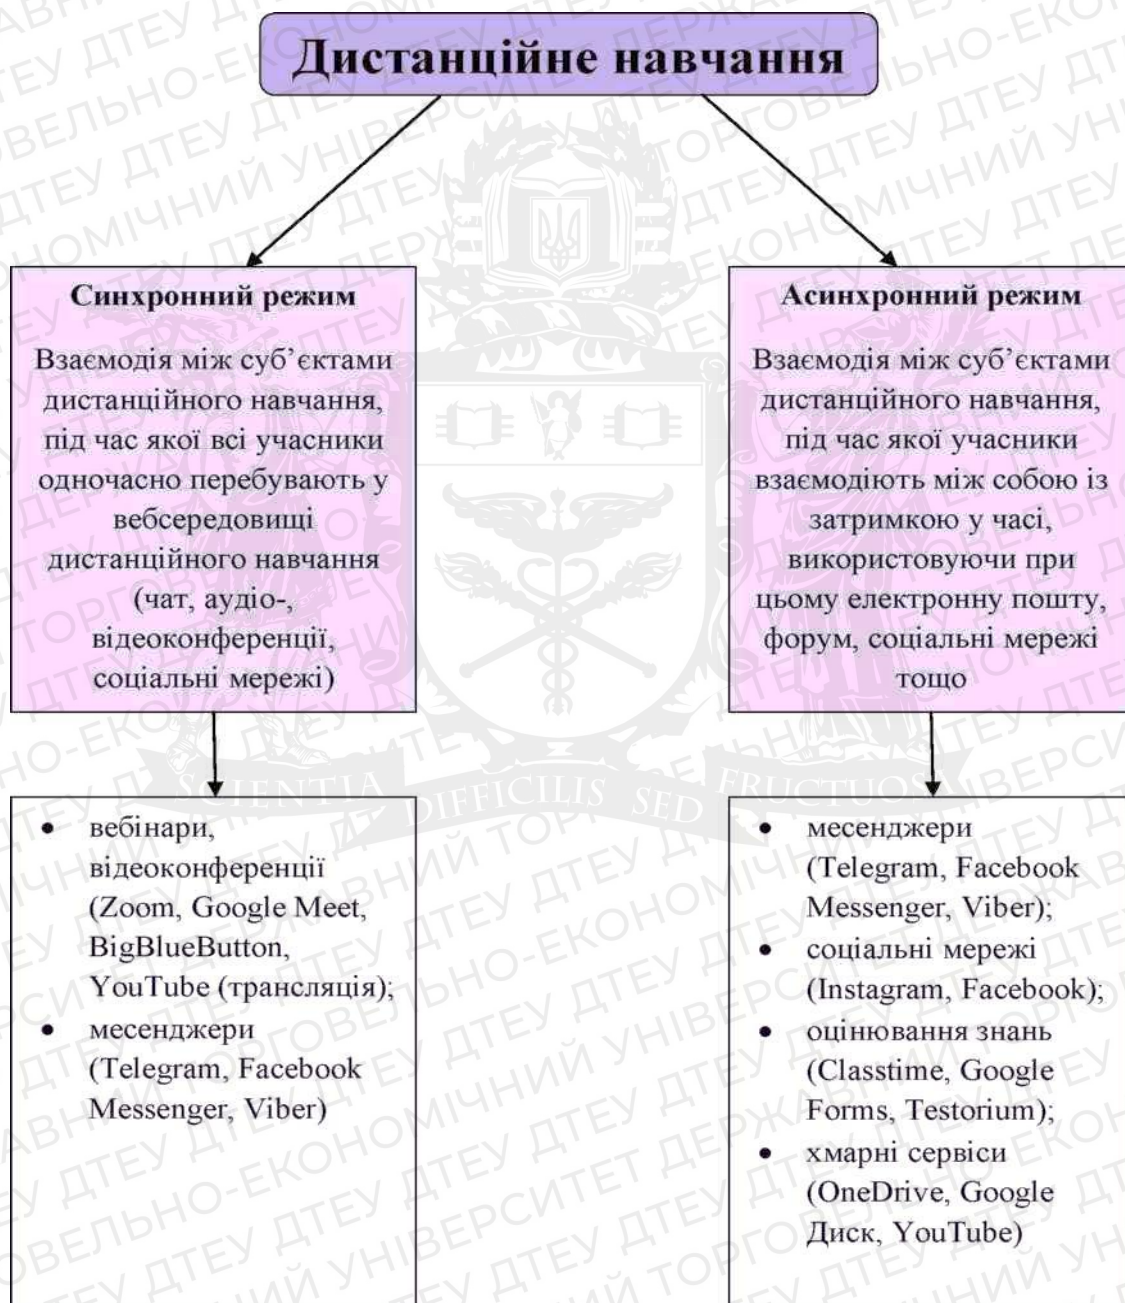 Дистанційне навчання
Синхронний режим
Взаємодія між суб’єктами
дистанційного навчання,
під час якої всі учасники
одночасно перебувають у
вебсередовищі
дистанційного навчання
(чат, аудіо-,
відеоконференції,
соціальні мережі)
Асинхронний режим
Взаємодія між суб’єктами
дистанційного навчання,
під час якої учасники
взаємодіють між собою із
затримкою у часі,
використовуючи при
цьому електронну пошту,
форум, соціальні мережі
тощо
SCIENTIA DIFFICILIS SED FRUCTUOSA
• вебінари,
відеоконференції
(Zoom, Google Meet,
BigBlueButton,
YouTube (трансляція);
• месенджери
(Telegram, Facebook
Messenger, Viber)
• месенджери
(Telegram, Facebook
Messenger, Viber);
• соціальні мережі
(Instagram, Facebook);
• оцінювання знань
(Classtime, Google
Forms, Testorium);
• хмарні сервіси
(OneDrive, Google
Диск, YouTube)